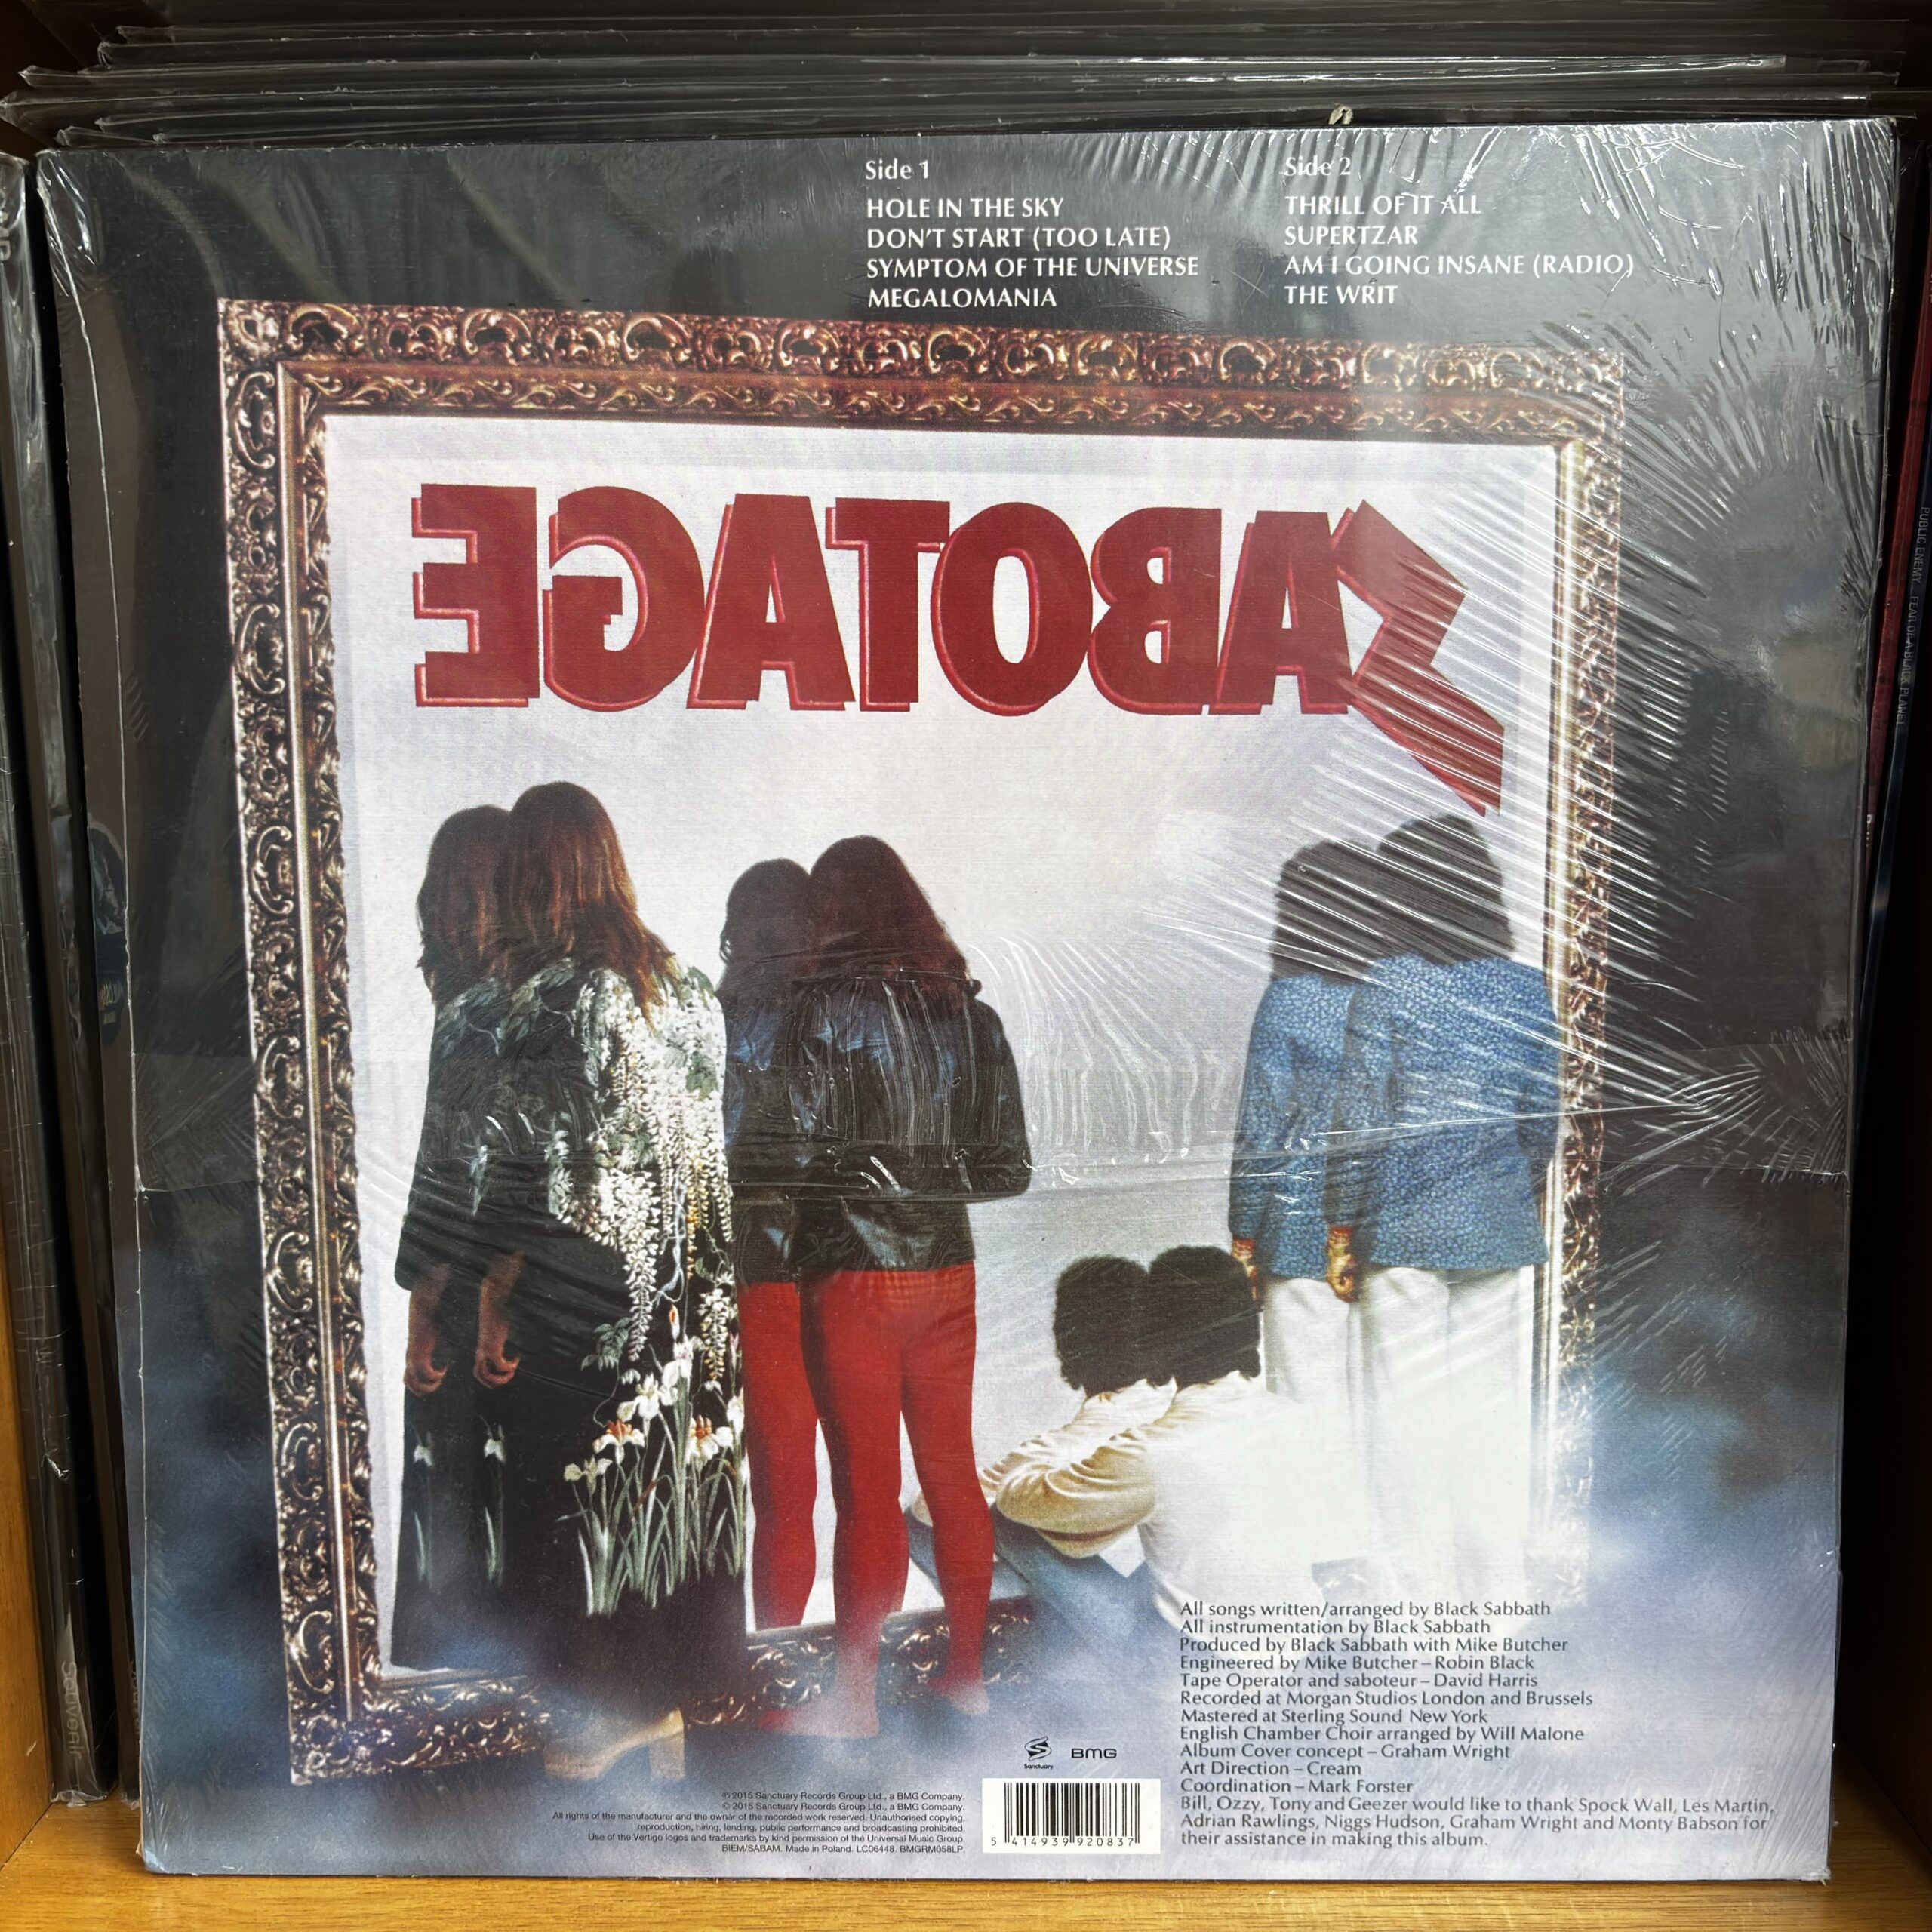 Side 1
HOLE IN THE SKY
DON'T START (TOO LATE)
SYMPTOM OF THE UNIVERSE
MEGALOMANIA
Side 2
THRILL OF IT ALL
SUPERTZAR
AM I GOING INSANE (RADIO)
THE WRIT
SABOTAGE
All songs written/arranged by Black Sabbath
All instrumentation by Black Sabbath
Produced by Black Sabbath with Mike Butcher
Engineered by Mike Butcher – Robin Black
Tape Operator and saboteur – David Harris
Recorded at Morgan Studios London and Brussels
Mastered at Sterling Sound New York
English Chamber Choir arranged by Will Malone
Album Cover concept – Graham Wright
Art Direction – Cream
Coordination – Mark Forster
Bill, Ozzy, Tony and Geezer would like to thank Spock Wall, Les Martin,
Adrian Rawlings, Niggs Hudson, Graham Wright and Monty Babson for
their assistance in making this album.
Sanctuary
BMG
℗ 2015 Sanctuary Records Group Ltd., a BMG Company.
© 2015 Sanctuary Records Group Ltd., a BMG Company.
All rights of the manufacturer and the owner of the recorded work reserved. Unauthorised copying,
reproduction, hiring, lending, public performance and broadcasting prohibited.
Use of the Vertigo logos and trademarks by kind permission of the Universal Music Group.
BIEM/SABAM. Made in Poland. LC06448. BMGRM058LP.
5 414939 920837
Souvenir
PUBLIC ENEMY FEAR OF A BLACK PLANET